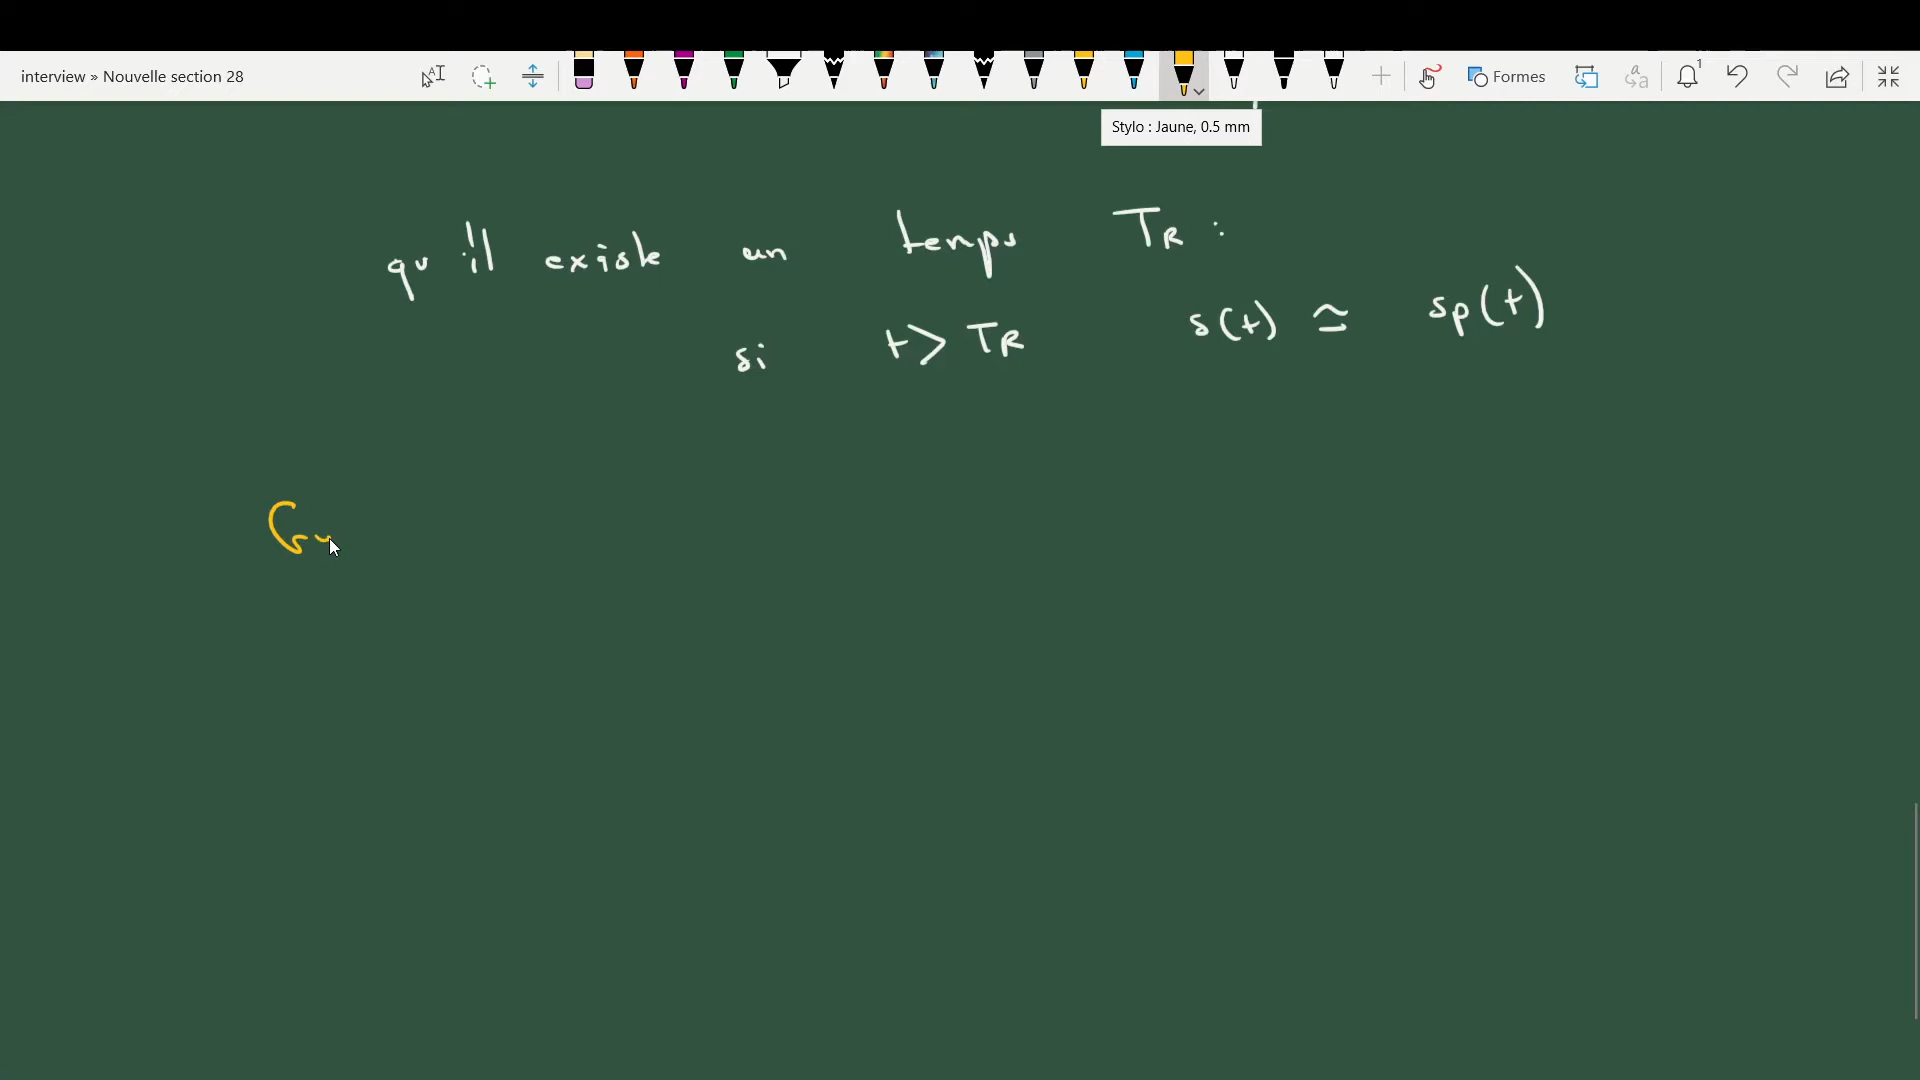 interview » Nouvelle section 28
Formes
1
Stylo : Jaune, 0.5 mm
qu'il existe un temps TR :
si t > TR s(t) ≃ sp(t)